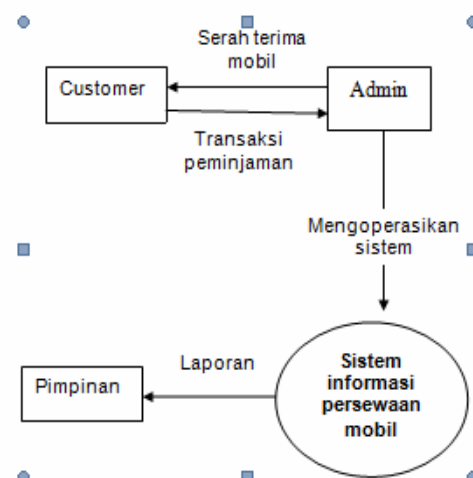 Serah terima
mobil
Customer
Admin
Transaksi
peminjaman
Mengoperasikan
sistem
Laporan
Pimpinan
Sistem
informasi
persewaan
mobil